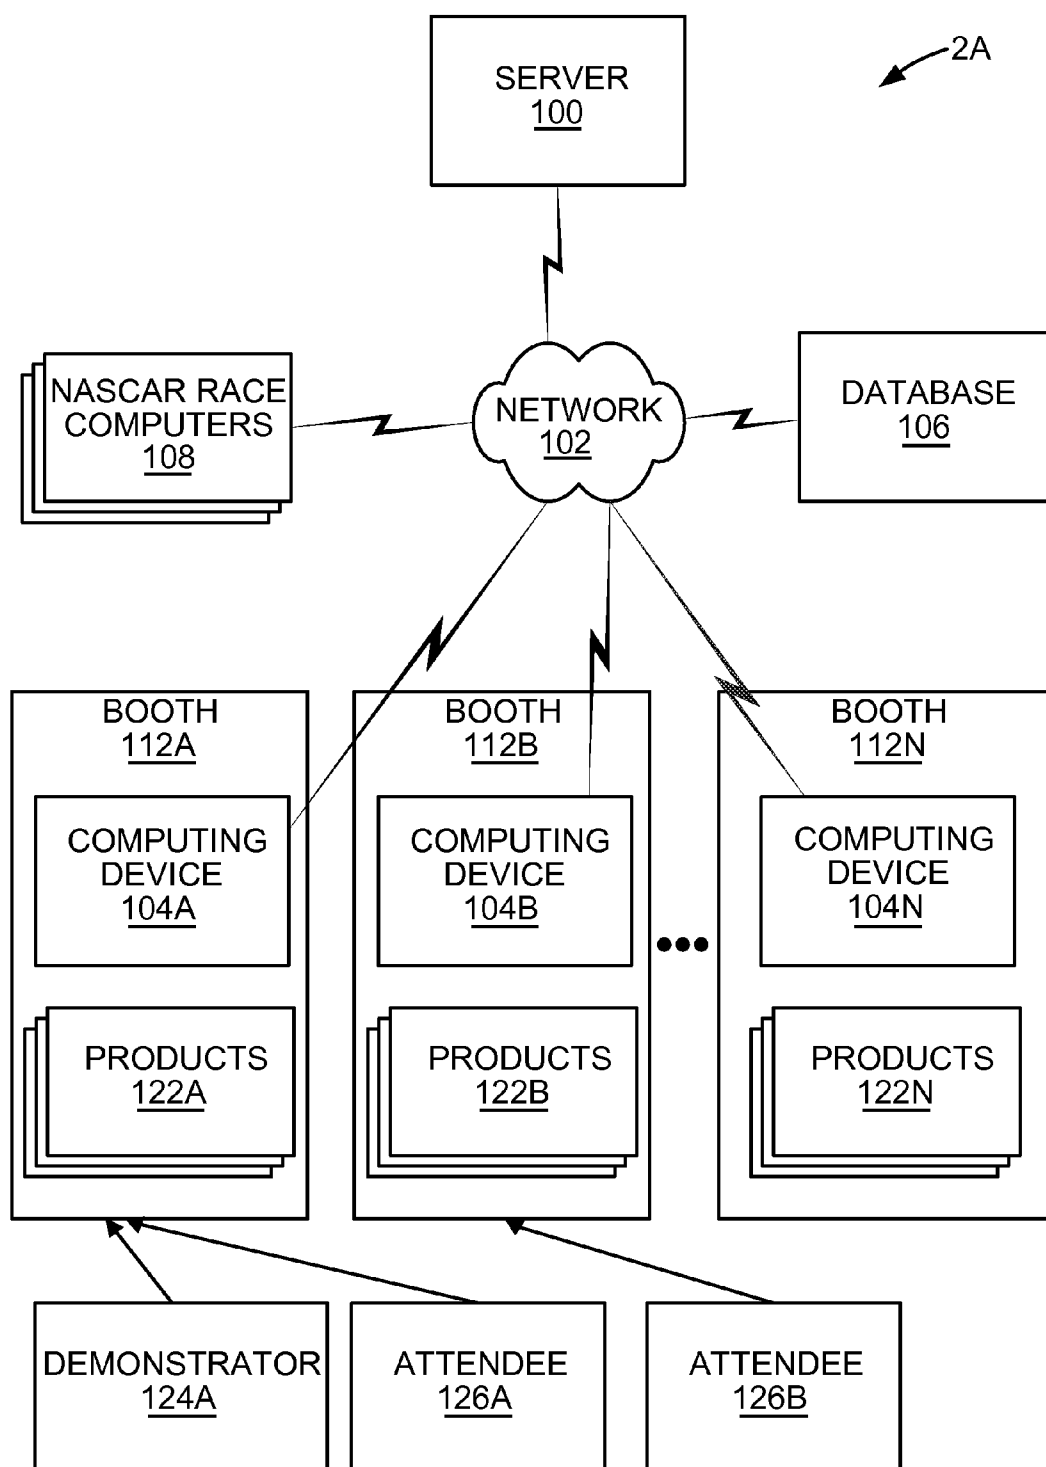 2A
SERVER
100
NASCAR RACE
COMPUTERS
108
NETWORK
102
DATABASE
106
BOOTH
112A
BOOTH
112B
BOOTH
112N
COMPUTING
DEVICE
104A
COMPUTING
DEVICE
104B
COMPUTING
DEVICE
104N
PRODUCTS
122A
PRODUCTS
122B
PRODUCTS
122N
DEMONSTRATOR
124A
ATTENDEE
126A
ATTENDEE
126B